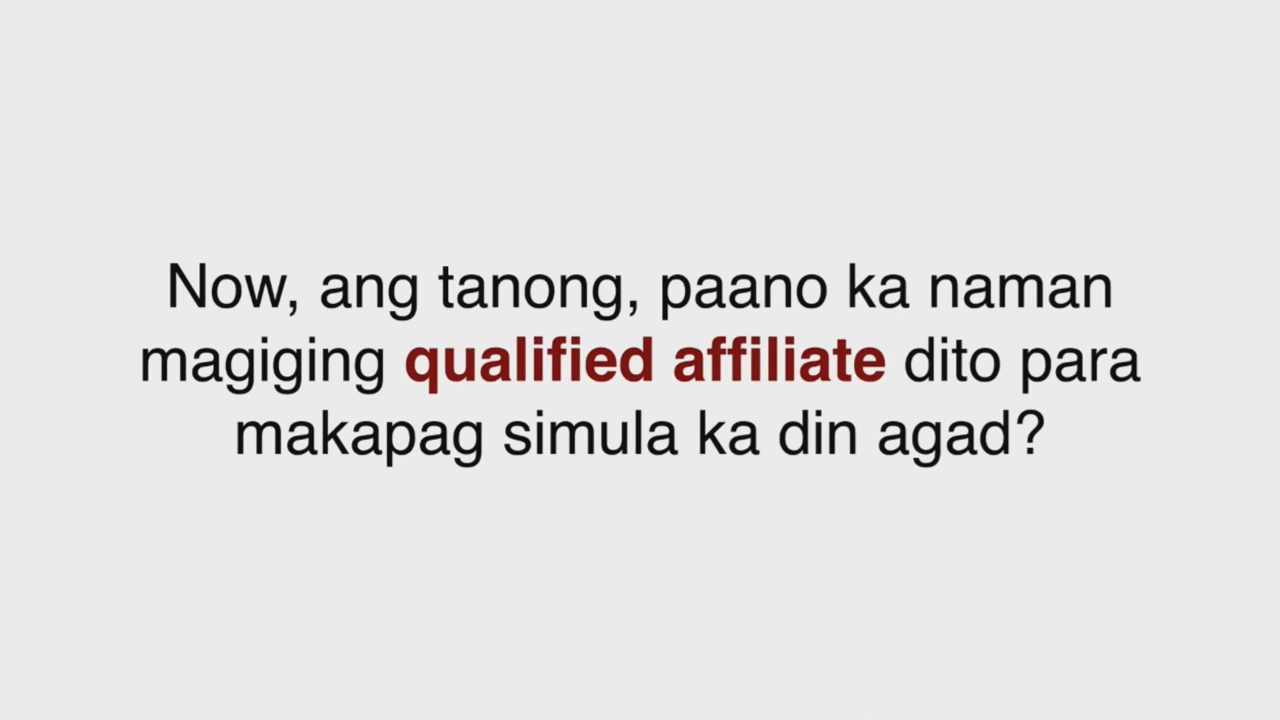 Now, ang tanong, paano ka naman
magiging qualified affiliate dito para
makapag simula ka din agad?